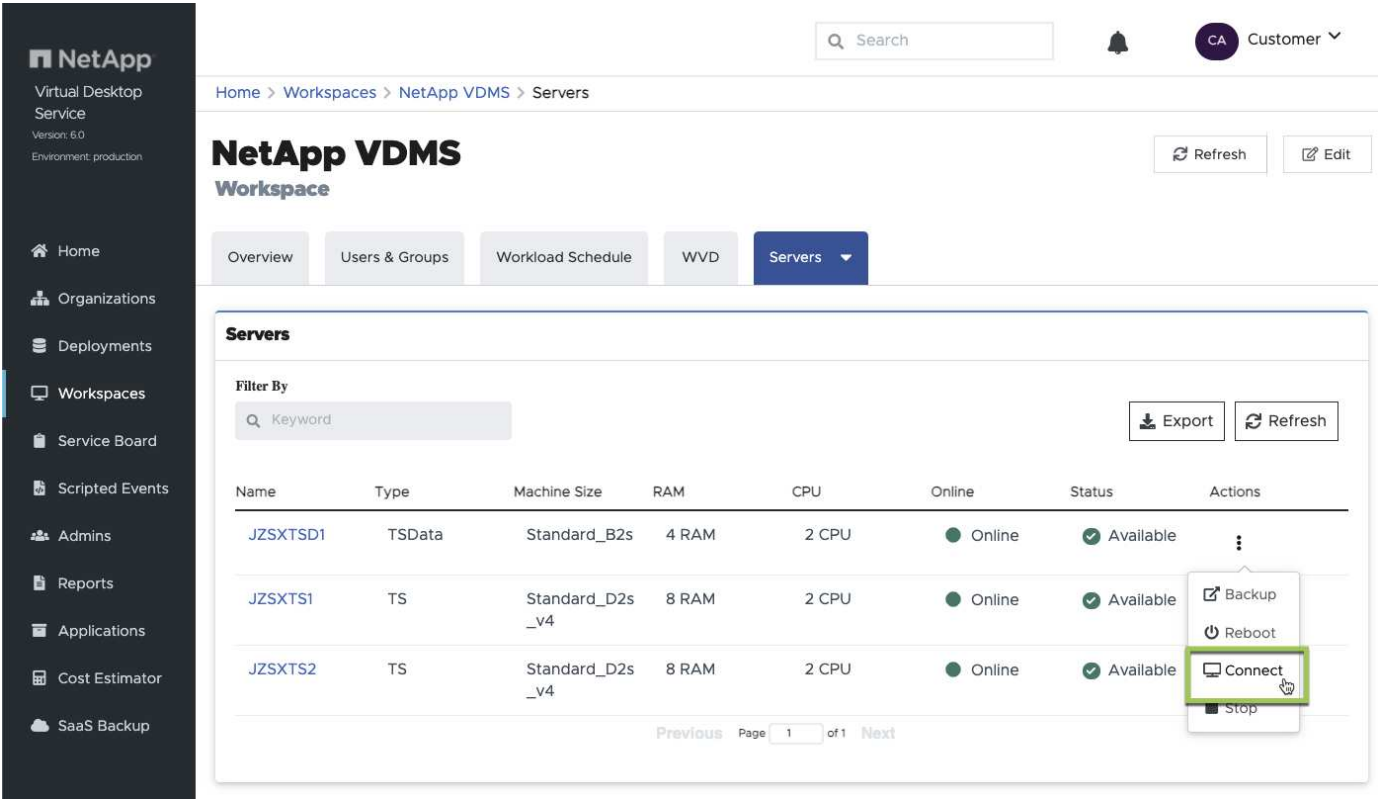 NetApp
Virtual Desktop
Service
Version: 6.0
Environment: production
Home
Organizations
Deployments
Workspaces
Service Board
Scripted Events
Admins
Reports
Applications
Cost Estimator
SaaS Backup
Search
CA Customer
Home > Workspaces > NetApp VDMS > Servers
NetApp VDMS
Workspace
Refresh Edit
Overview Users & Groups Workload Schedule WVD Servers
Servers
Filter By
Keyword
Export Refresh
Name Type Machine Size RAM CPU Online Status Actions
JZSXTSD1 TSData Standard_B2s 4 RAM 2 CPU Online Available
JZSXTS1 TS Standard_D2s 8 RAM 2 CPU Online Available
_v4
JZSXTS2 TS Standard_D2s 8 RAM 2 CPU Online Available
_v4
Backup
Reboot
Connect
Stop
Previous Page 1 of 1 Next